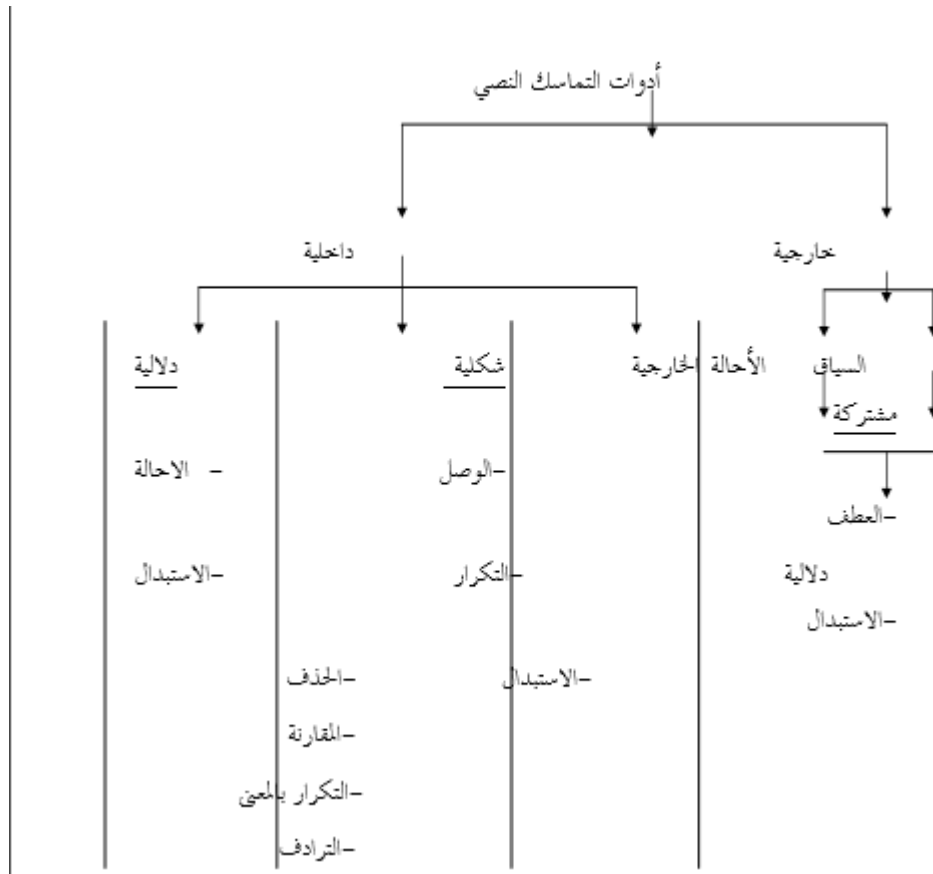 أدوات التماسك النصي
خارجية
داخلية
السياق
الأحالة الخارجية
شكلية
دلالية
مشتركة
–الوصل
– الاحالة
–العطف
–التكرار
–الاستبدال
دلالية
–الاستبدال
–الاستبدال
–الحذف
–المقارنة
–التكرار بالمعنى
–الترادف